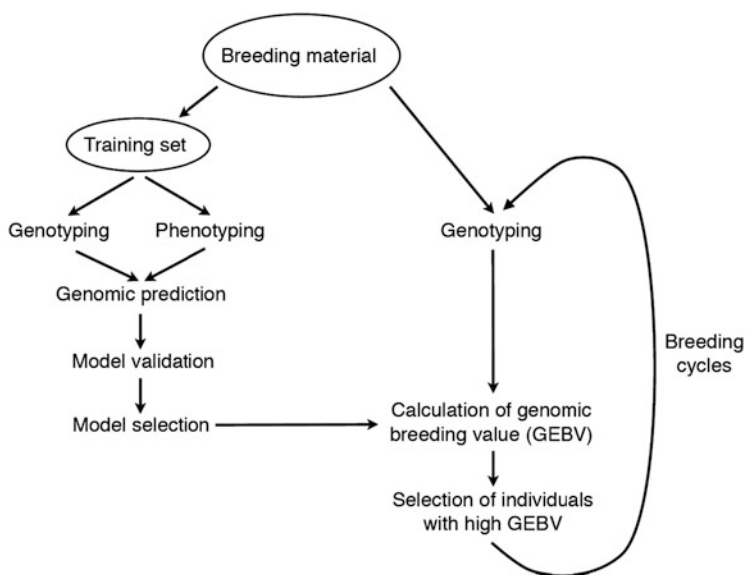 Breeding material
Training set
Genotyping
Phenotyping
Genotyping
Genomic prediction
Model validation
Breeding
cycles
Model selection
Calculation of genomic
breeding value (GEBV)
Selection of individuals
with high GEBV